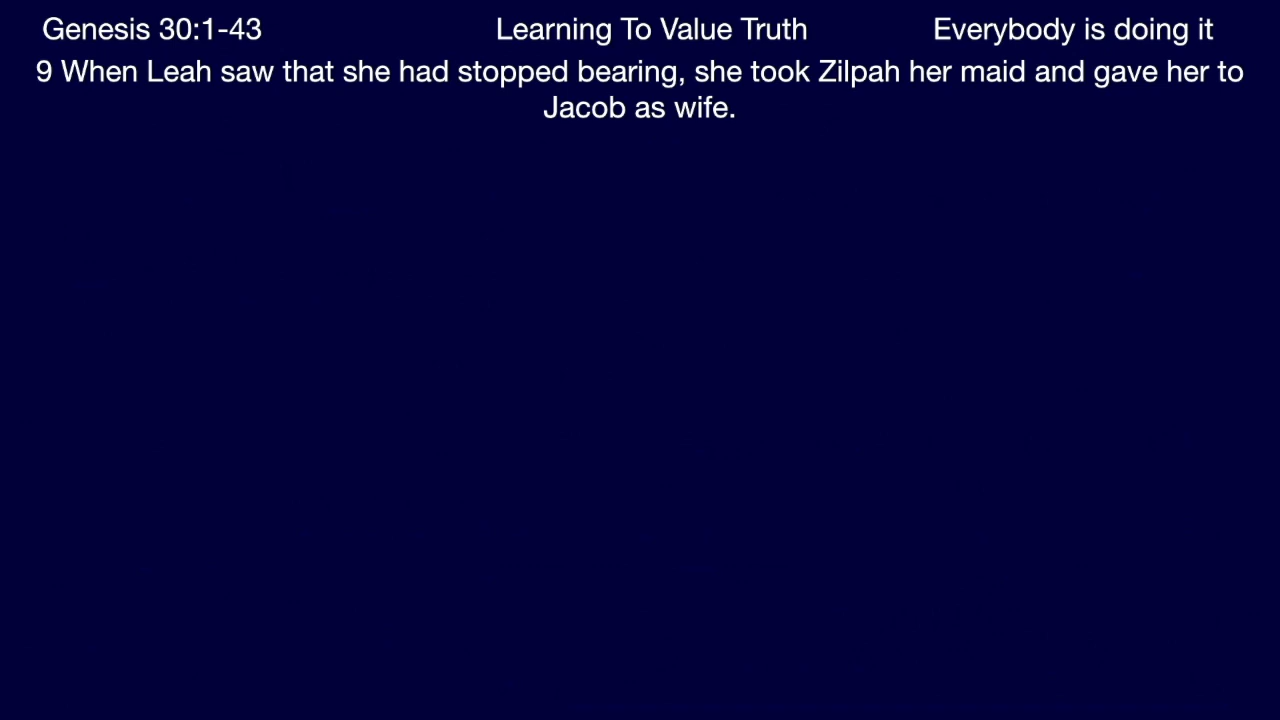 Genesis 30:1-43 Learning To Value Truth Everybody is doing it
9 When Leah saw that she had stopped bearing, she took Zilpah her maid and gave her to
Jacob as wife.